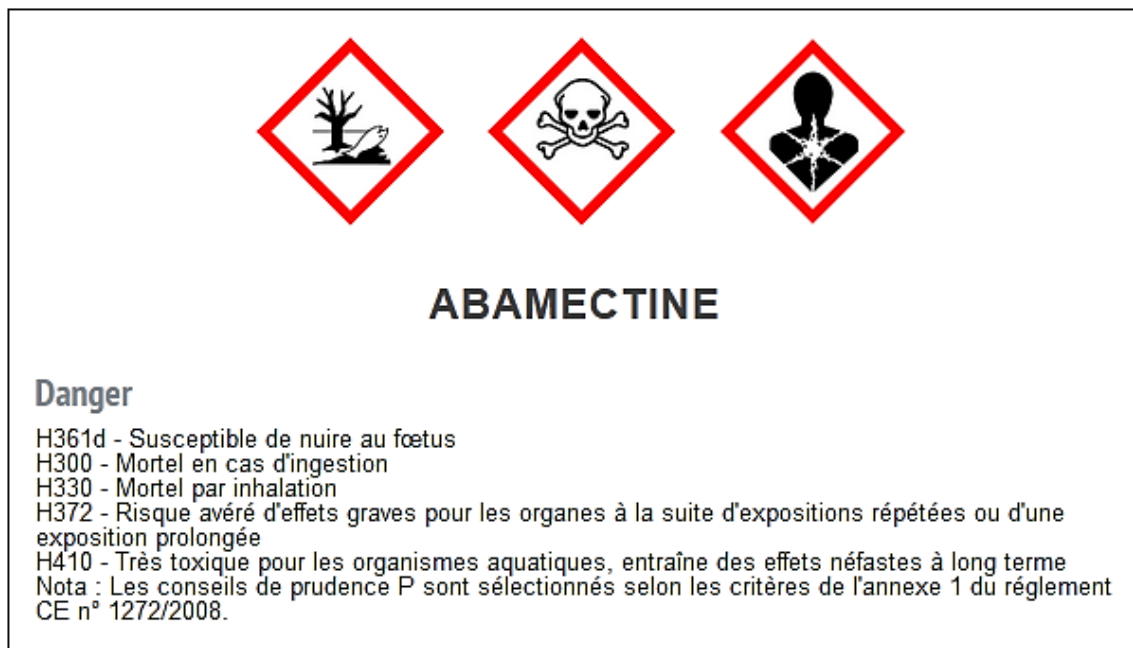 ABAMECTINE
Danger
H361d - Susceptible de nuire au fœtus
H300 - Mortel en cas d'ingestion
H330 - Mortel par inhalation
H372 - Risque avéré d'effets graves pour les organes à la suite d'expositions répétées ou d'une
exposition prolongée
H410 - Très toxique pour les organismes aquatiques, entraîne des effets néfastes à long terme
Nota : Les conseils de prudence P sont sélectionnés selon les critères de l'annexe 1 du réglement
CE n° 1272/2008.